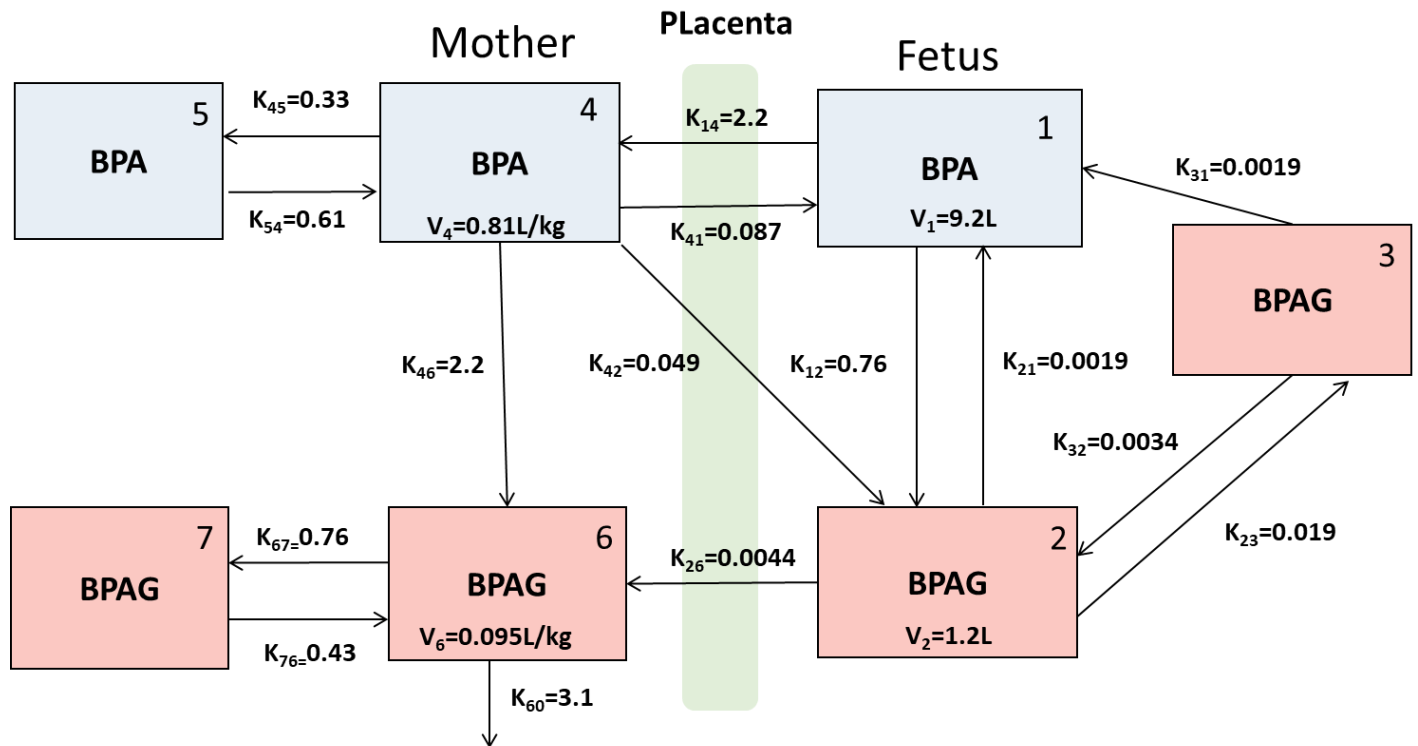 PLacenta
Mother
Fetus
5
BPA
K45=0.33
K54=0.61
4
BPA
V4=0.81L/kg
K14=2.2
K41=0.087
1
BPA
V1=9.2L
K31=0.0019
3
BPAG
K46=2.2
K42=0.049
K12=0.76
K21=0.0019
K32=0.0034
K23=0.019
7
BPAG
K67=0.76
K76=0.43
6
BPAG
V6=0.095L/kg
K26=0.0044
2
BPAG
V2=1.2L
K60=3.1